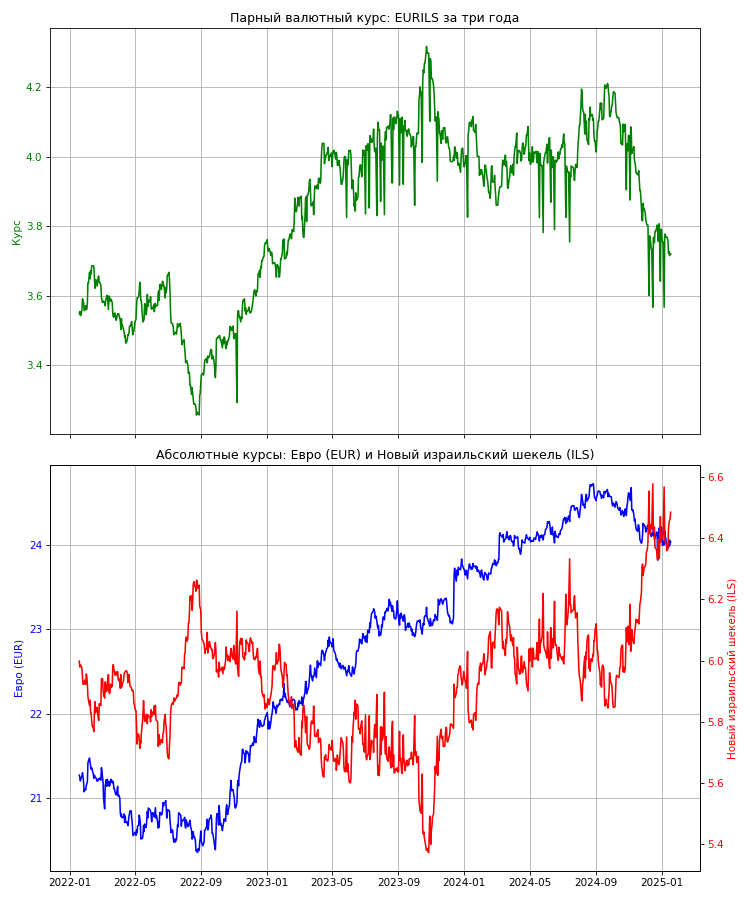 Парный валютный курс: EURILS за три года
Курс
4.2
4.0
3.8
3.6
3.4
Абсолютные курсы: Евро (EUR) и Новый израильский шекель (ILS)
Евро (EUR)
24
23
22
21
6.6
6.4
6.2
6.0
5.8
5.6
5.4
Новый израильский шекель (ILS)
2022-01 2022-05 2022-09 2023-01 2023-05 2023-09 2024-01 2024-05 2024-09 2025-01